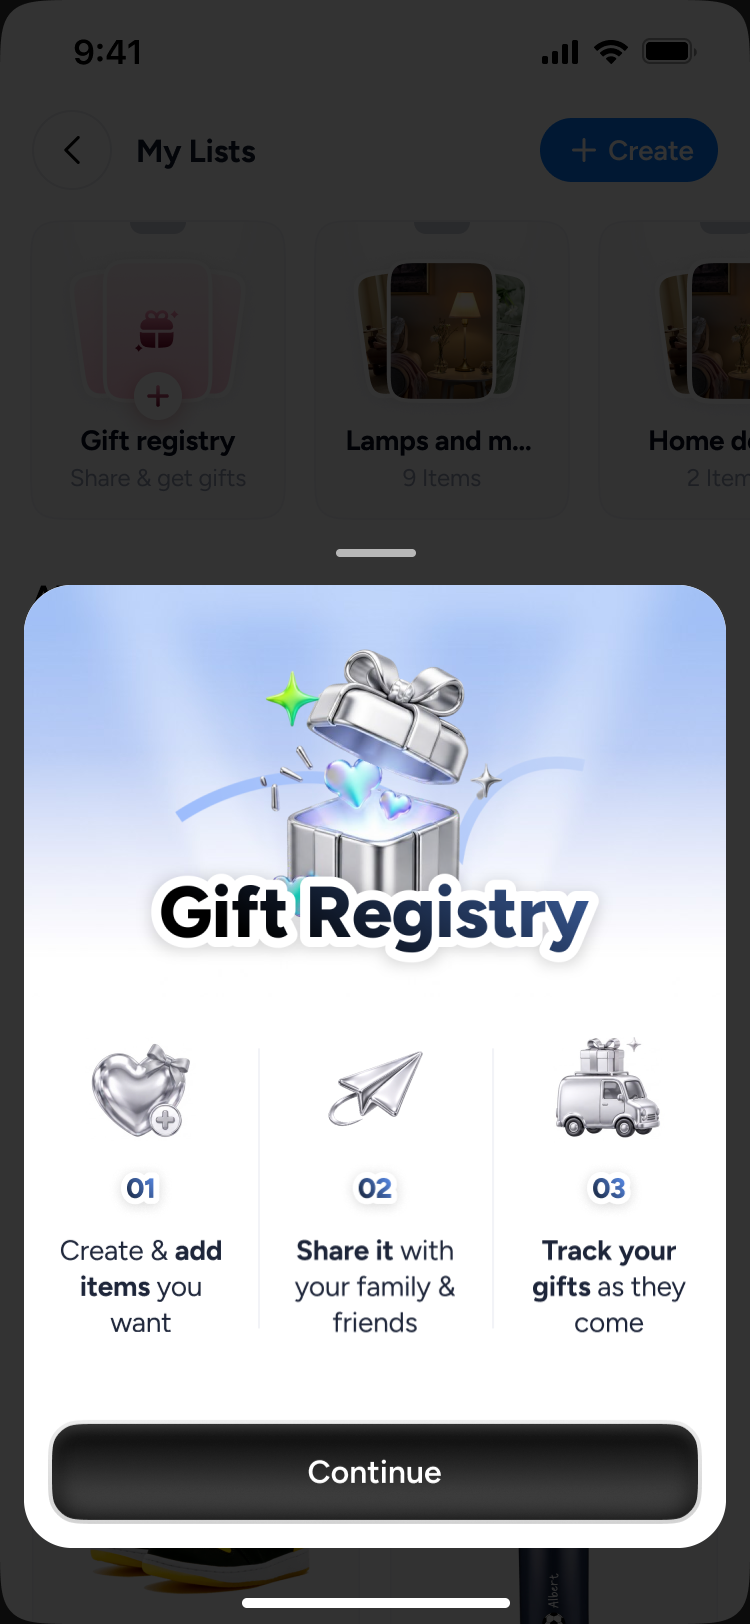 9:41
My Lists
+ Create
Gift registry
Share & get gifts
Lamps and m...
9 Items
Home
2
Gift Registry
01
Create & add
items you
want
02
Share it with
your family &
friends
03
Track your
gifts as they
come
Continue
Albert